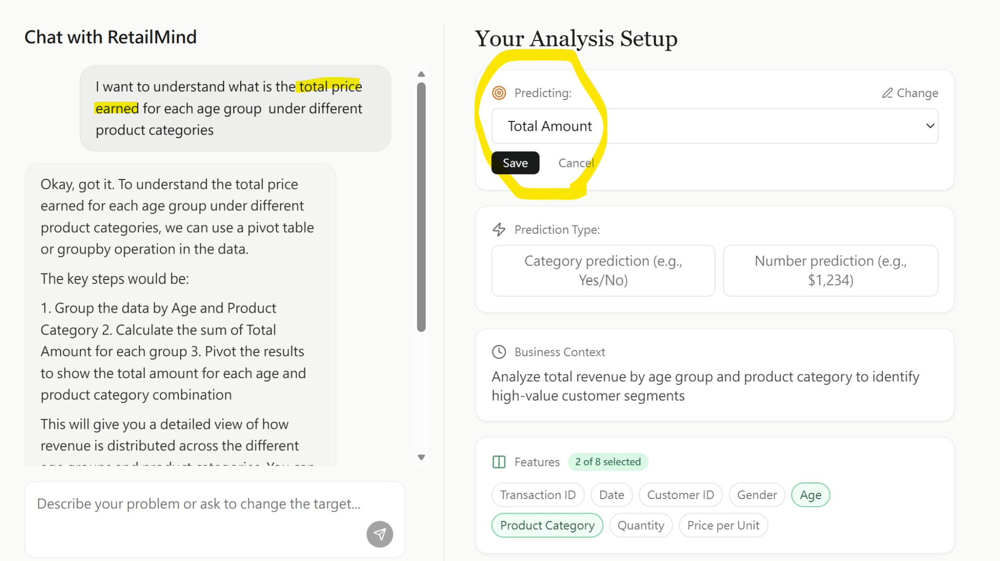 Chat with RetailMind
I want to understand what is the total price
earned for each age group  under different
product categories
Okay, got it. To understand the total price
earned for each age group under different
product categories, we can use a pivot table
or groupby operation in the data.
The key steps would be:
1. Group the data by Age and Product
Category 2. Calculate the sum of Total
Amount for each group 3. Pivot the results
to show the total amount for each age and
product category combination
This will give you a detailed view of how
revenue is distributed across the different
age groups and product categories. You can
Describe your problem or ask to change the target...
Your Analysis Setup
Predicting:
Change
Total Amount
Save
Cancel
Prediction Type:
Category prediction (e.g.,
Yes/No)
Number prediction (e.g.,
$1,234)
Business Context
Analyze total revenue by age group and product category to identify
high-value customer segments
Features
2 of 8 selected
Transaction ID
Date
Customer ID
Gender
Age
Product Category
Quantity
Price per Unit